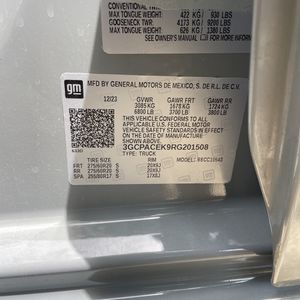 CONVENTIONAL TWR
MAX TONGUE WEIGHT: 422 KG/ 930 LBS
GOOSENECK TWR 4173 KG/ 9200 LBS
MAX TONGUE WEIGHT: 626 KG/ 1380 LBS
SEE OWNER'S MANUAL FOR
gm
MFD BY GENERAL MOTORS DE MEXICO, S. DE R.L. DE C.V.
12/23 GVWR GAWR FRT GAWR RR
3085 KG 1678 KG 1724 KG
6800 LB 3700 LB 3800 LB
THIS VEHICLE CONFORMS TO ALL APPLICABLE
U.S. FEDERAL MOTOR
VEHICLE SAFETY
STANDARDS IN EFFECT ON THE
DATE OF MANUFACTURE
SHOWN ABOVE.
3GCPACEK9RG201508
TYPE: TRUCK
TIRE SIZE RIM
FRT 275/60R20 S 20X9J
RR 275/60R20 S 20X9J
SPA 255/80R17 S 17X8J